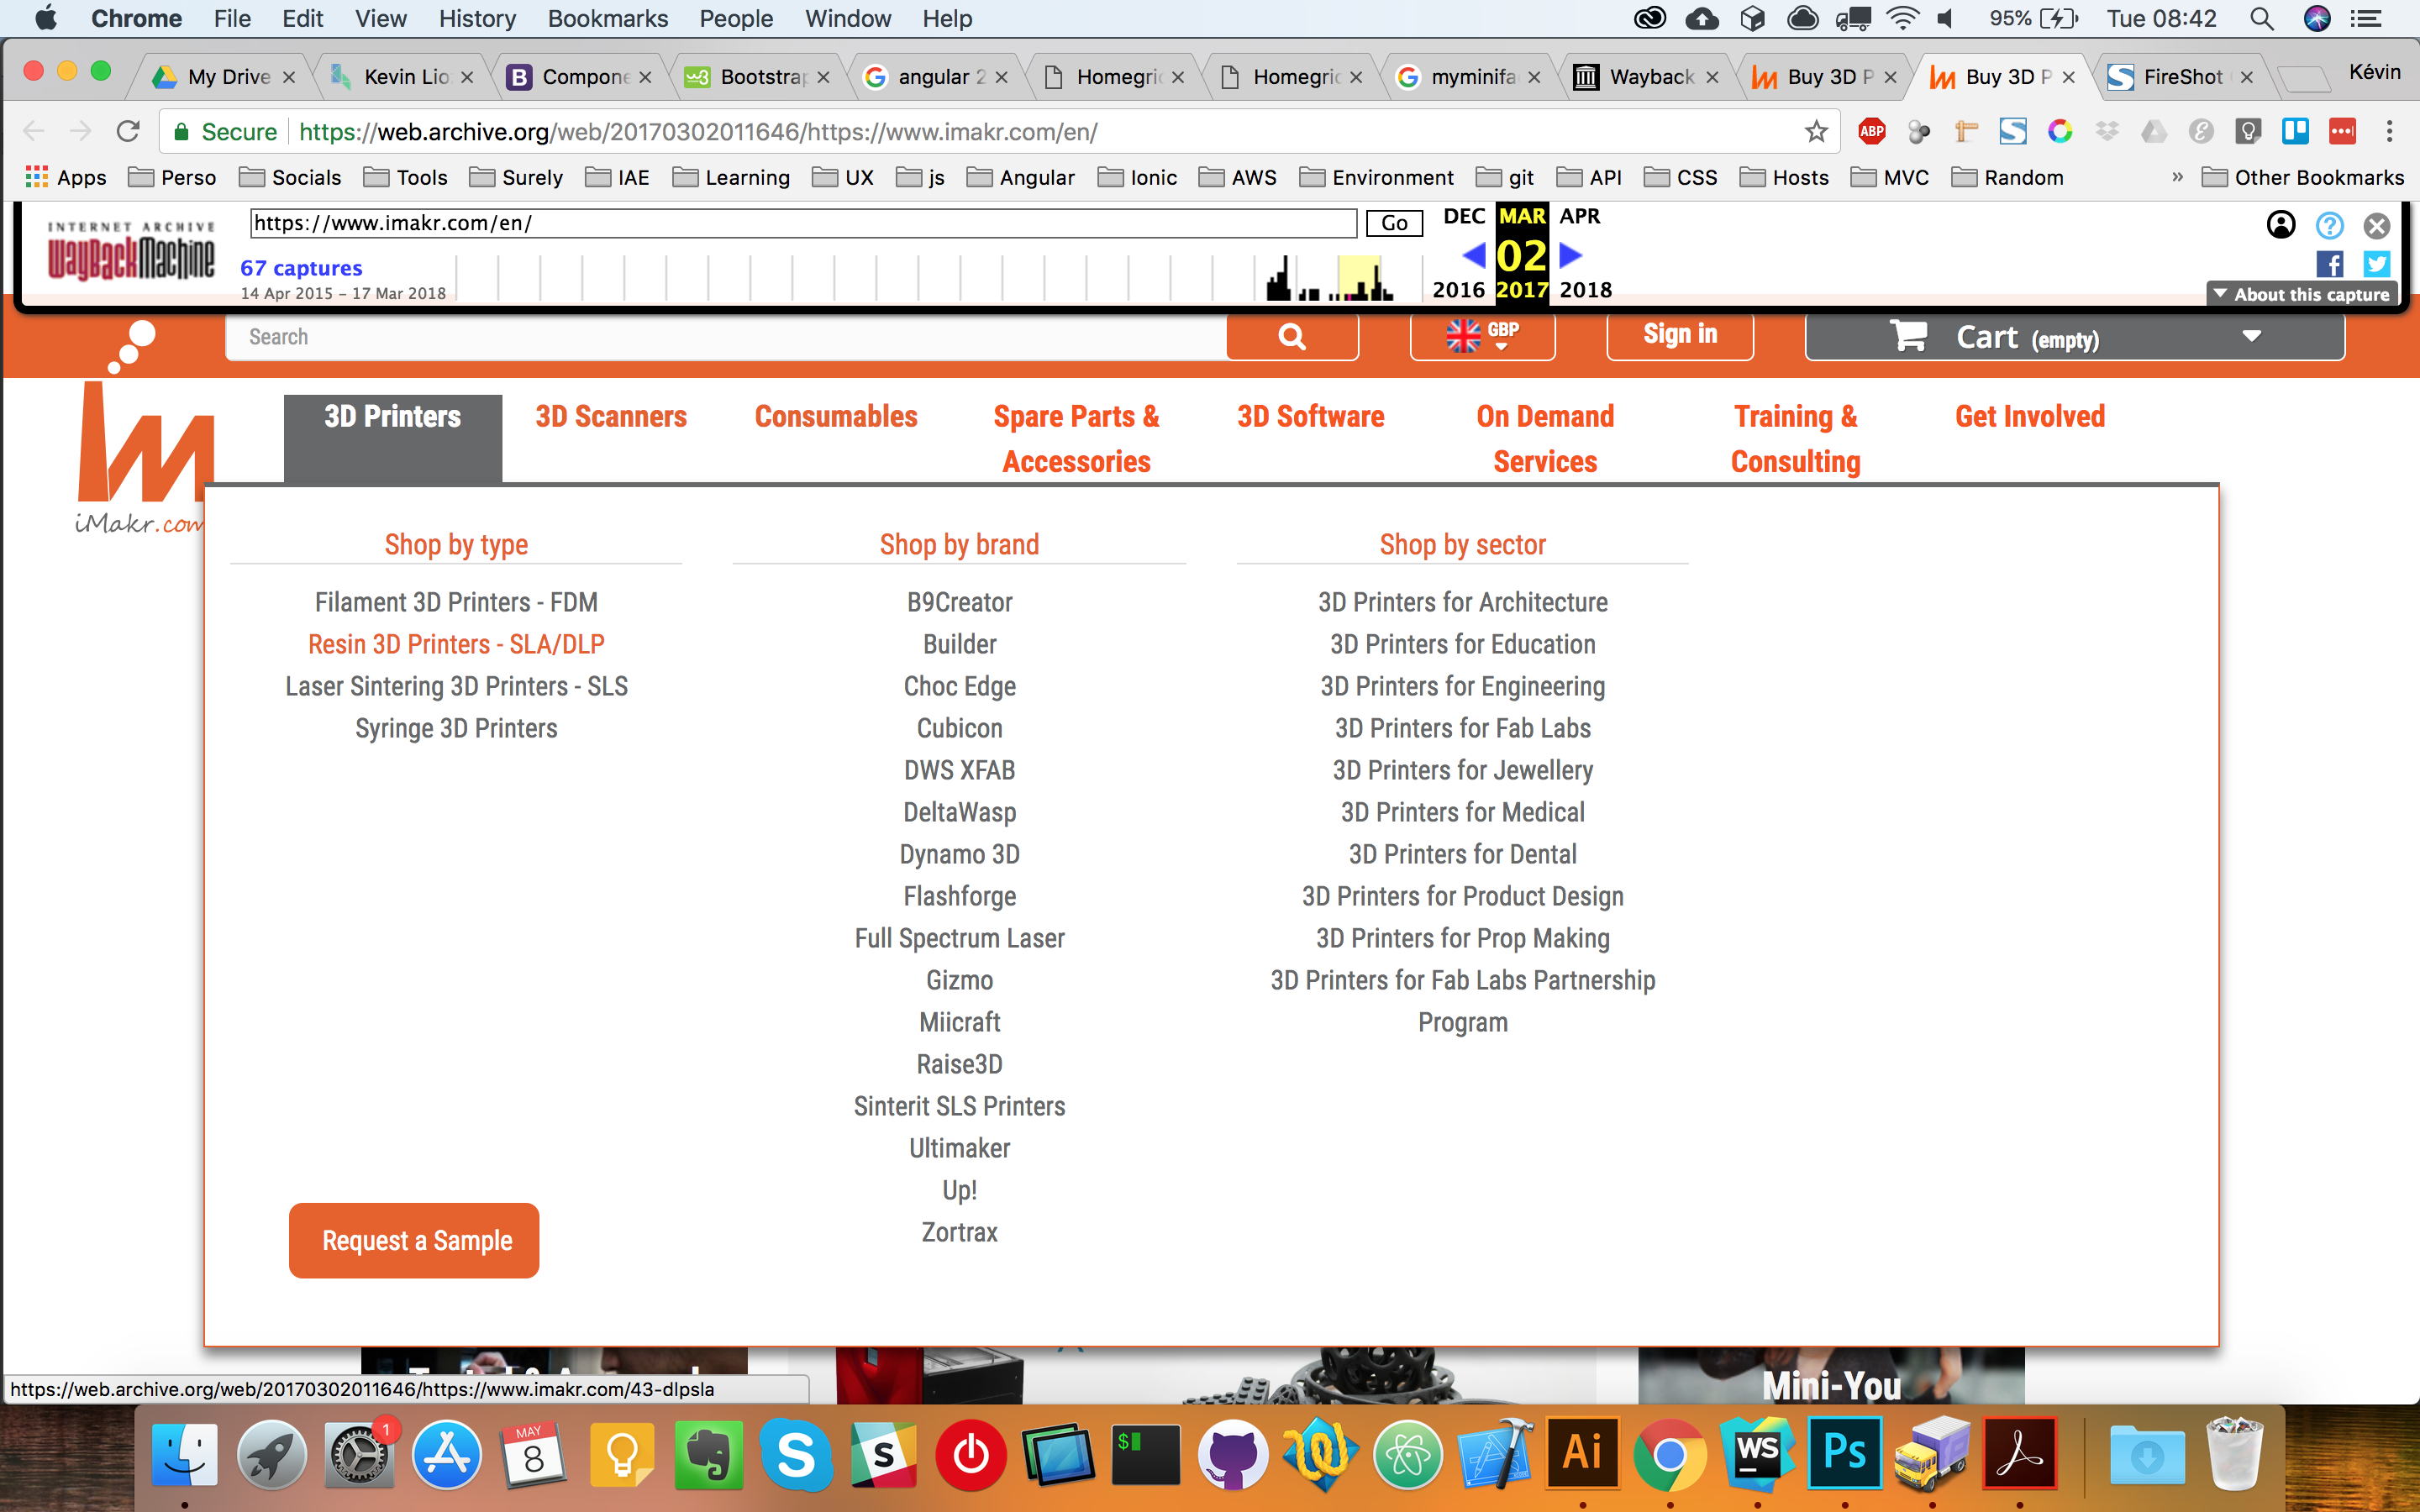 Chrome File Edit View History Bookmarks People Window Help 95% Tue 08:42
My Drive Kevin Lio Compone Bootstrap angular 2 Homegric Homegric myminifa Wayback Buy 3D P Buy 3D P FireShot Kévin
Secure https://web.archive.org/web/20170302011646/https://www.imakr.com/en/ ABP
Apps Perso Socials Tools Surely IAE Learning UX js Angular Ionic AWS Environment git API CSS Hosts MVC Random » Other Bookmarks
INTERNET ARCHIVE
WayBackMachine
https://www.imakr.com/en/ Go
DEC MAR APR
67 captures
02
14 Apr 2015 – 17 Mar 2018
2016 2017 2018
About this capture
Search
GBP
Sign in
Cart (empty)
iMakr.com
3D Printers
3D Scanners
Consumables
Spare Parts &
Accessories
3D Software
On Demand
Services
Training &
Consulting
Get Involved
Shop by type
Filament 3D Printers - FDM
Resin 3D Printers - SLA/DLP
Laser Sintering 3D Printers - SLS
Syringe 3D Printers
Request a Sample
Shop by brand
B9Creator
Builder
Choc Edge
Cubicon
DWS XFAB
DeltaWasp
Dynamo 3D
Flashforge
Full Spectrum Laser
Gizmo
Miicraft
Raise3D
Sinterit SLS Printers
Ultimaker
Up!
Zortrax
Shop by sector
3D Printers for Architecture
3D Printers for Education
3D Printers for Engineering
3D Printers for Fab Labs
3D Printers for Jewellery
3D Printers for Medical
3D Printers for Dental
3D Printers for Product Design
3D Printers for Prop Making
3D Printers for Fab Labs Partnership
Program
Mini-You
https://web.archive.org/web/20170302011646/https://www.imakr.com/43-dlpsla
1
MAY
8
S
S
$
Ai
WS
Ps